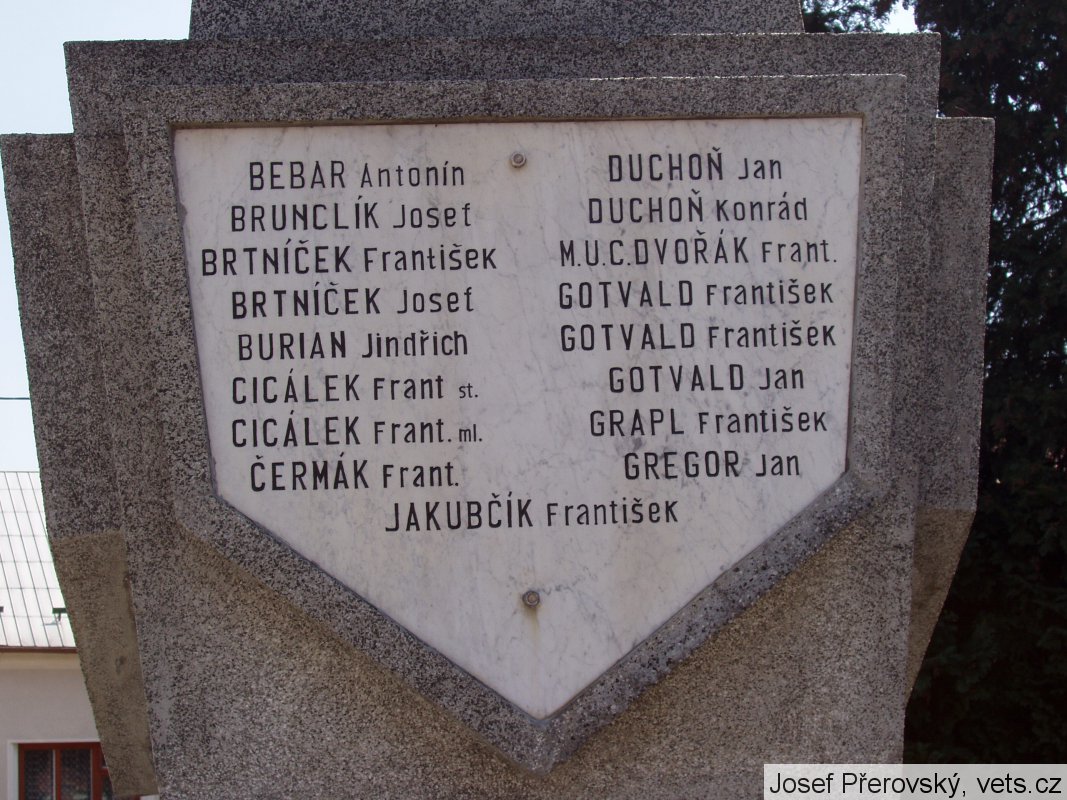 BEBAR Antonín
BRUNCLÍK Josef
BRTNÍČEK František
BRTNÍČEK Josef
BURIAN Jindřich
CICÁLEK Frant st.
CICÁLEK Frant. ml.
ČERMÁK Frant.
DUCHOŇ Jan
DUCHOŇ Konrád
M.U.C.DVOŘÁK Frant.
GOTVALD František
GOTVALD František
GOTVALD Jan
GRAPL František
GREGOR Jan
JAKUBČÍK František
Josef Přerovský, vets.cz